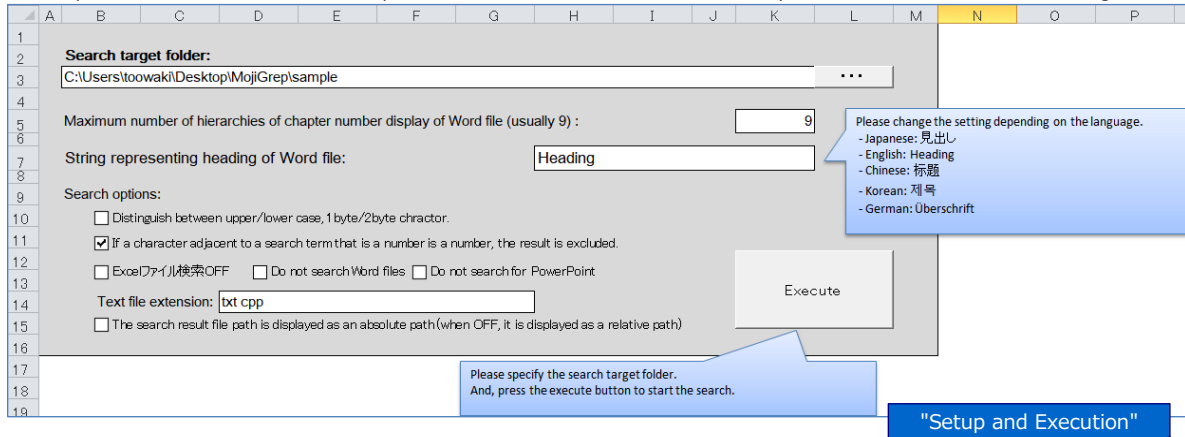 A B C D E F G H I J K L M N O P
1
2 Search target folder:
3 C:\Users\toowaki\Desktop\MojiGrep\sample ...
4
5 Maximum number of hierarchies of chapter number display of Word file (usually 9) : 9
6
7 String representing heading of Word file: Heading
8
9 Search options:
10 Distinguish between upper/lower case, 1byte/2byte chractor.
11 If a character adjacent to a search term that is a number is a number, the result is excluded.
12
Excelファイル検索OFF Do not search Word files Do not search for PowerPoint
13
14 Text file extension: txt cpp
Execute
15 The search result file path is displayed as an absolute path(when OFF, it is displayed as a relative path)
16
17
18
19
Please change the setting depending on the language.
- Japanese: 見出し
- English: Heading
- Chinese: 标题
- Korean: 제목
- German: Überschrift
Please specify the search target folder.
And, press the execute button to start the search.
"Setup and Execution"